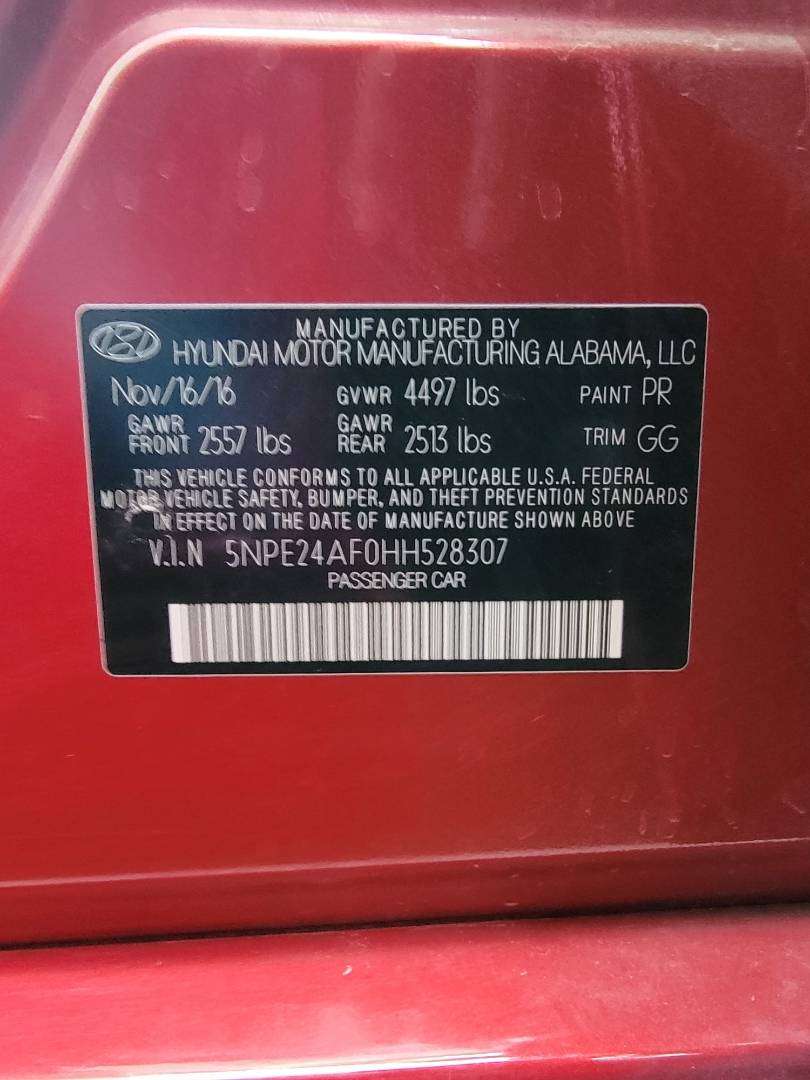 MANUFACTURED BY
HYUNDAI MOTOR MANUFACTURING ALABAMA, LLC
Nov/16/16 GVWR 4497 lbs PAINT PR
GAWR FRONT 2557 lbs GAWR REAR 2513 lbs TRIM GG
THIS VEHICLE CONFORMS TO ALL APPLICABLE U.S.A. FEDERAL
MOTOR VEHICLE SAFETY, BUMPER, AND THEFT PREVENTION STANDARDS
IN EFFECT ON THE DATE OF MANUFACTURE SHOWN ABOVE
V.I.N 5NPE24AF0HH528307
PASSENGER CAR